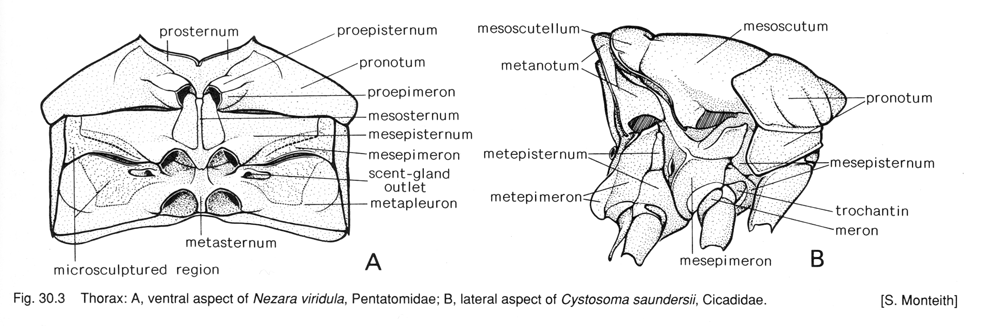 prosternum
proepisternum
pronotum
proepimeron
mesosternum
mesepisternum
mesepimeron
scent-gland
outlet
metapleuron
metasternum
microsculptured region
A
mesoscutellum
mesoscutum
metanotum
pronotum
metepisternum
mesepisternum
metepimeron
trochantin
meron
mesepimeron
B
Fig. 30.3 Thorax: A, ventral aspect of Nezara viridula, Pentatomidae; B, lateral aspect of Cystosoma saundersii, Cicadidae. [S. Monteith]